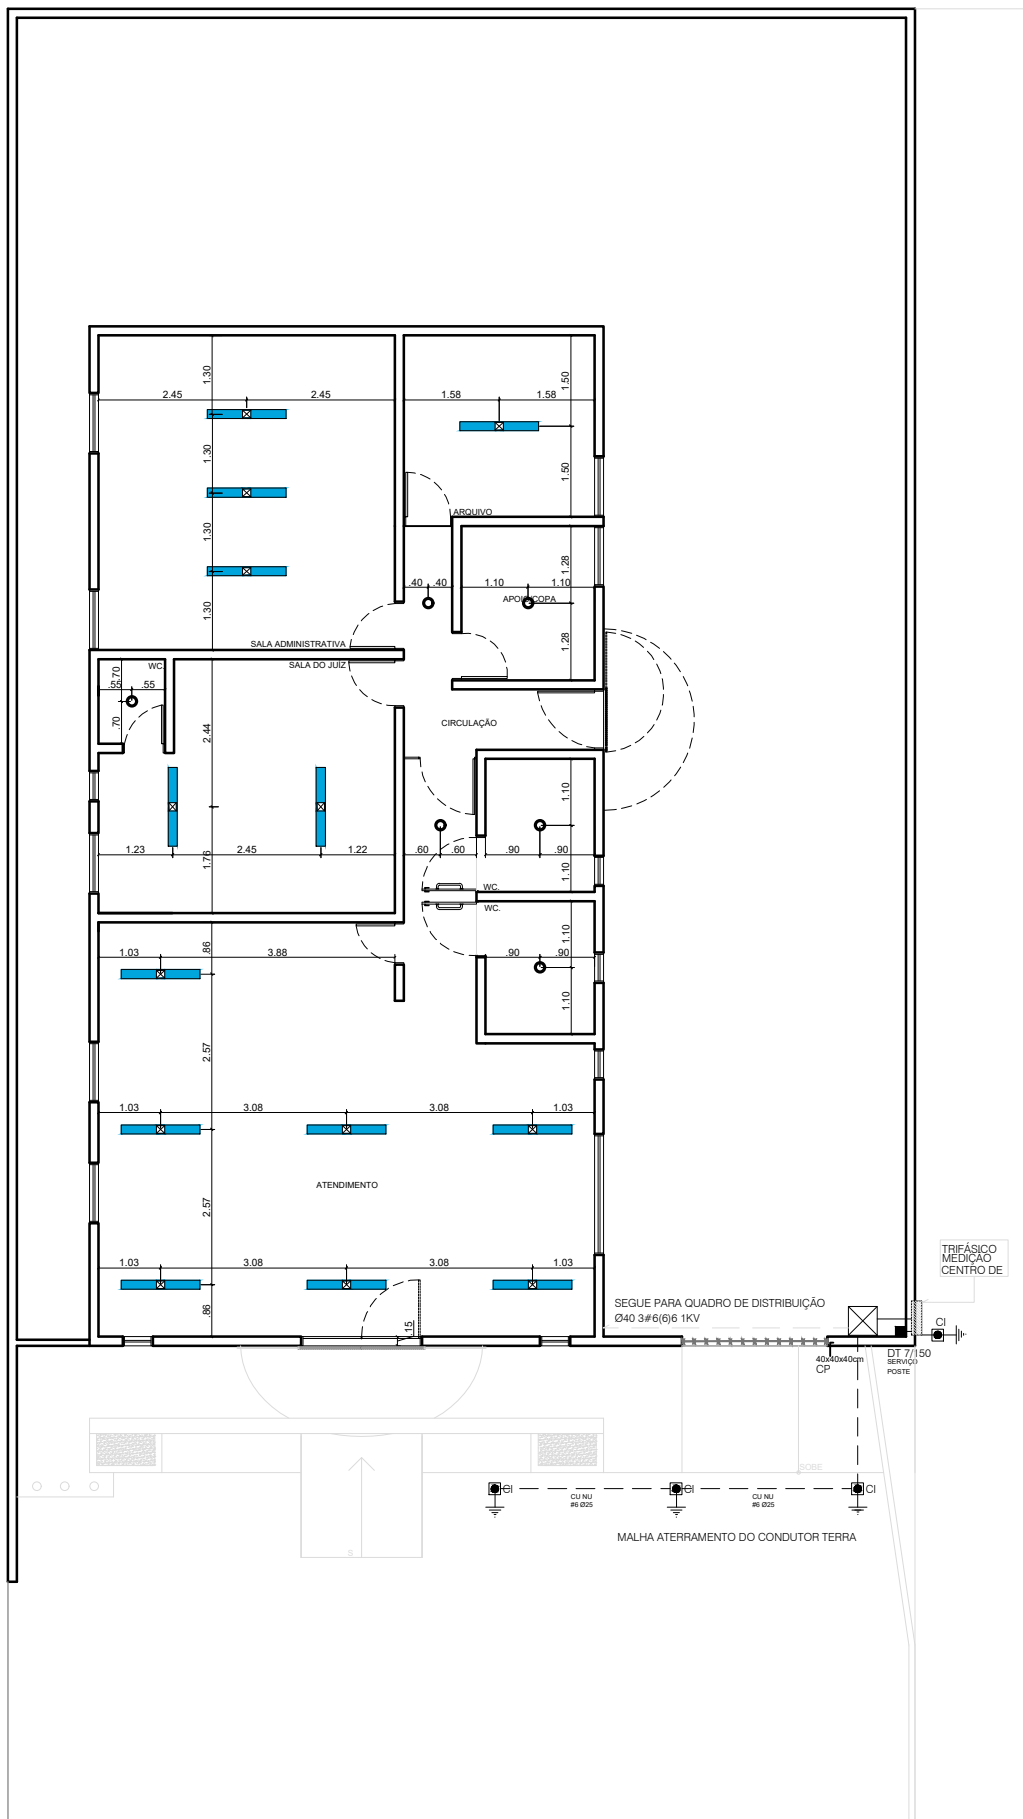 1.30
1.50
2.45
2.45
1.58
1.58
1.30
1.50
ARQUIVO
1.30
1.28
.40
.40
1.10
1.10
APOIO/COPA
1.30
1.28
SALA ADMINISTRATIVA
SALA DO JUÍZ
WC.
.70
.55
.55
.70
2.44
CIRCULAÇÃO
1.10
1.23
2.45
1.22
.60
.60
.90
.90
1.76
1.10
WC.
WC.
.86
1.10
1.03
3.88
.90
.90
1.10
2.57
1.03
3.08
3.08
1.03
ATENDIMENTO
2.57
1.03
3.08
3.08
1.03
.86
.15
TRIFÁSICO
MEDIÇÃO
CENTRO DE
SEGUE PARA QUADRO DE DISTRIBUIÇÃO
Ø40 3#6(6)6 1KV
CI
40x40x40cm
CP
DT 7/150
SERVIÇO
POSTE
SOBE
CI
CI
CI
CU NU
#6 Ø25
CU NU
#6 Ø25
MALHA ATERRAMENTO DO CONDUTOR TERRA
S